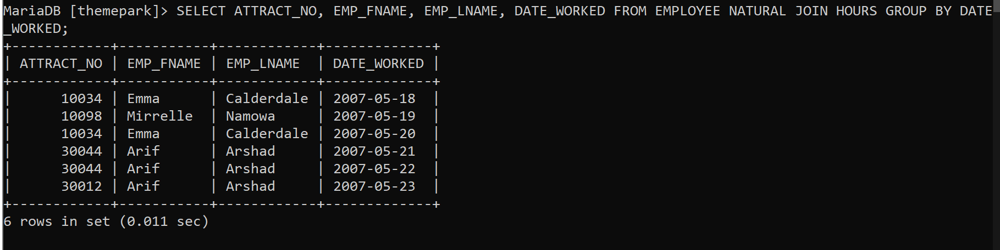 MariaDB [themepark]> SELECT ATTRACT_NO, EMP_FNAME, EMP_LNAME, DATE_WORKED FROM EMPLOYEE NATURAL JOIN HOURS GROUP BY DATE
_WORKED;
+------------+-----------+------------+-------------+
| ATTRACT_NO | EMP_FNAME | EMP_LNAME  | DATE_WORKED |
+------------+-----------+------------+-------------+
|      10034 | Emma      | Calderdale | 2007-05-18  |
|      10098 | Mirrelle  | Namowa     | 2007-05-19  |
|      10034 | Emma      | Calderdale | 2007-05-20  |
|      30044 | Arif      | Arshad     | 2007-05-21  |
|      30044 | Arif      | Arshad     | 2007-05-22  |
|      30012 | Arif      | Arshad     | 2007-05-23  |
+------------+-----------+------------+-------------+
6 rows in set (0.011 sec)